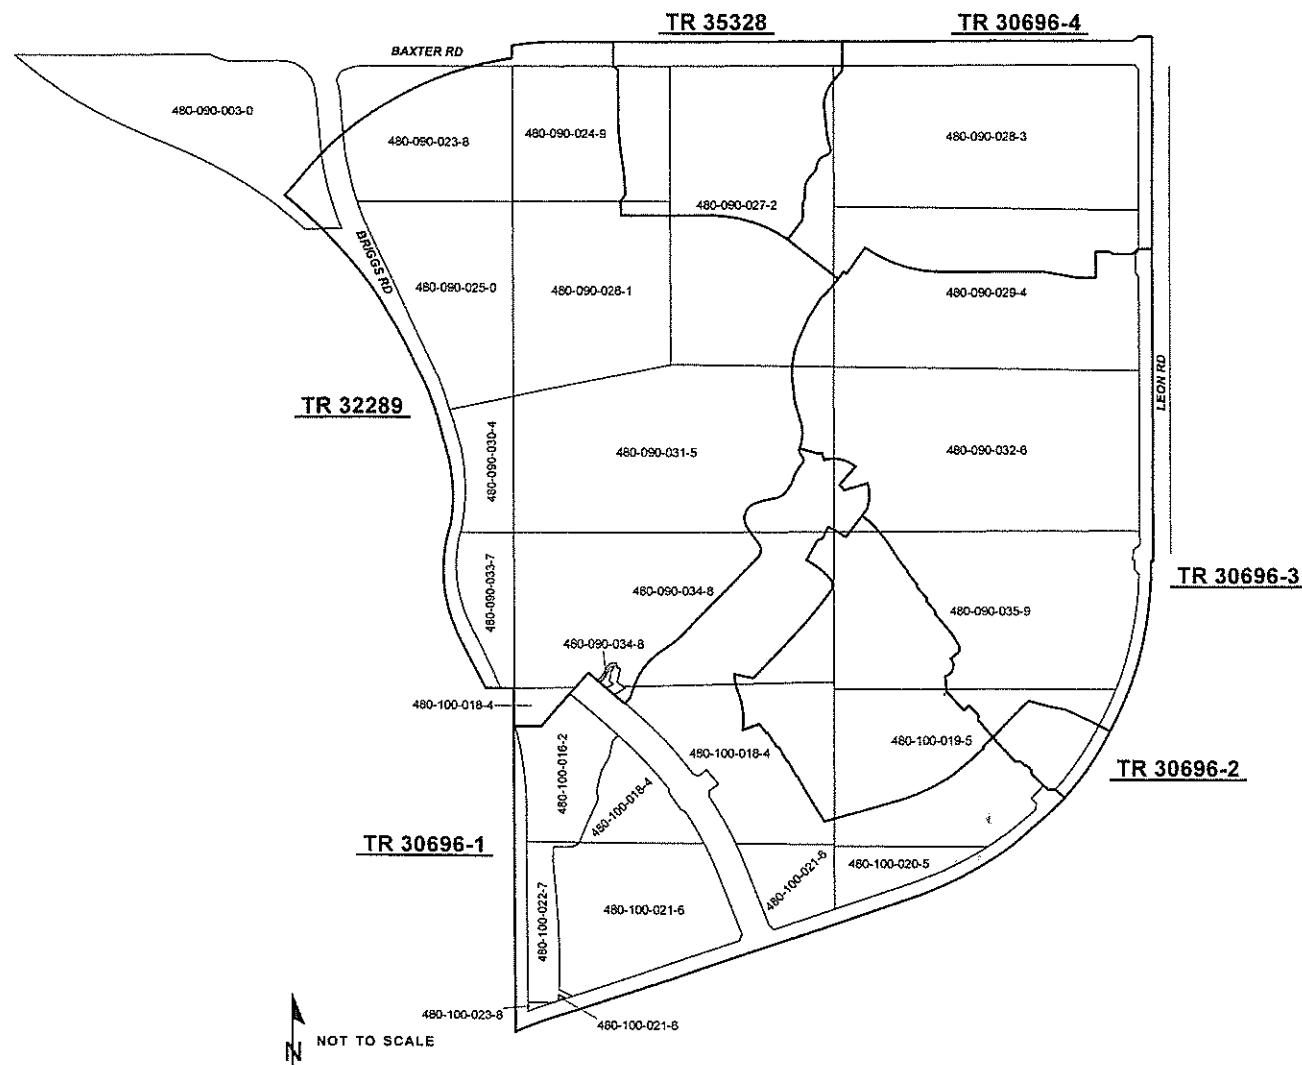 TR 35328
TR 30696-4
BAXTER RD
480-090-003-0
480-090-023-8
480-090-024-9
480-090-028-3
480-090-027-2
BRIGGS RD
480-090-025-0
480-090-026-1
480-090-029-4
LEON RD
TR 32289
480-090-030-4
480-090-031-5
480-090-032-6
480-090-033-7
480-090-034-8
TR 30696-3
480-090-035-9
480-090-034-8
480-100-018-4
480-100-016-2
480-100-018-4
480-100-018-4
480-100-019-5
TR 30696-2
TR 30696-1
480-100-021-6
480-100-020-5
480-100-022-7
480-100-021-6
480-100-023-8
480-100-021-6
N
NOT TO SCALE